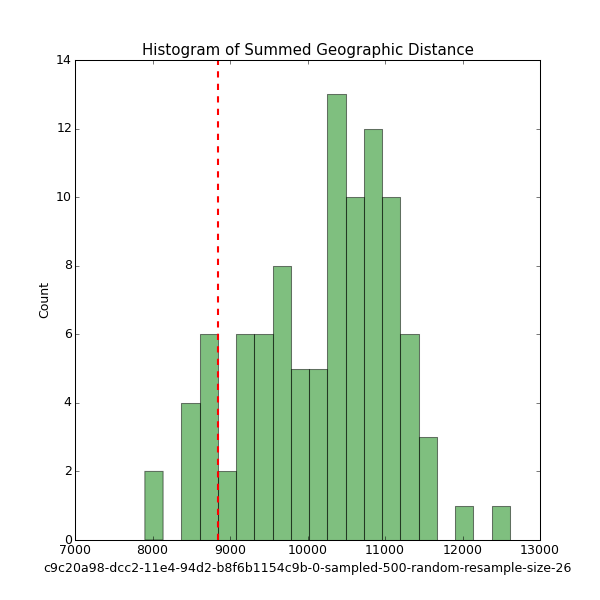 Histogram of Summed Geographic Distance
14
12
10
8
6
4
2
0
Count
7000 8000 9000 10000 11000 12000 13000
c9c20a98-dcc2-11e4-94d2-b8f6b1154c9b-0-sampled-500-random-resample-size-26